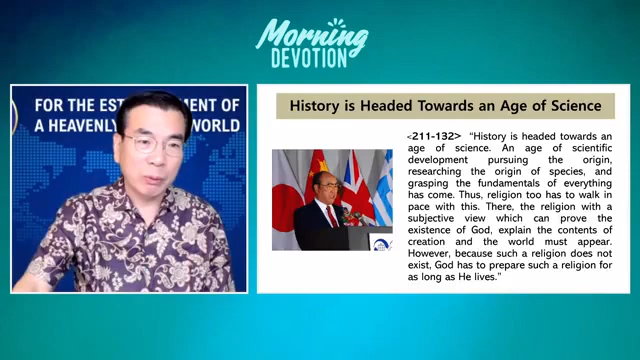 Morning
DEVOTION
FOR THE EST MENT OF
A HEAVENLY WORLD
History is Headed Towards an Age of Science
<211-132> “History is headed towards an
age of science. An age of scientific
development pursuing the origin,
researching the origin of species, and
grasping the fundamentals of everything
has come. Thus, religion too has to walk in
pace with this. There, the religion with a
subjective view which can prove the
existence of God, explain the contents of
creation and the world must appear.
However, because such a religion does not
exist, God has to prepare such a religion for
as long as He lives.”